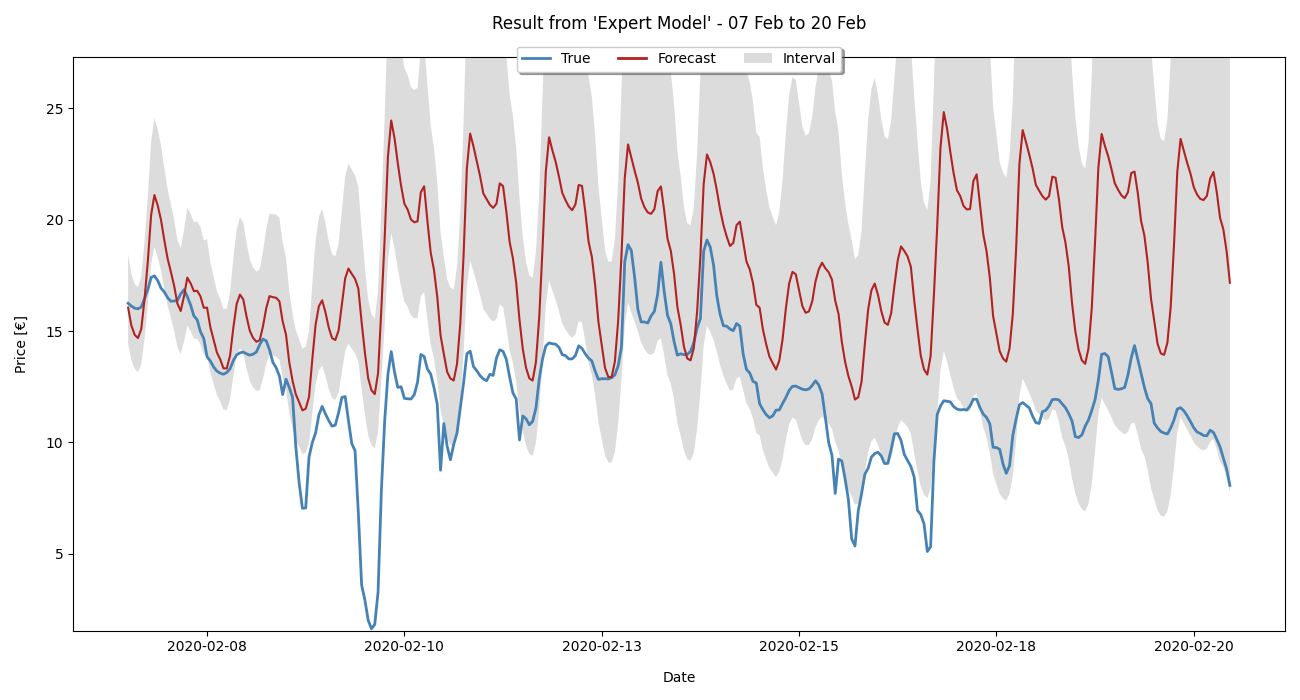 Result from 'Expert Model' - 07 Feb to 20 Feb
True Forecast Interval
25
20
15
10
5
Price [€]
2020-02-08 2020-02-10 2020-02-13 2020-02-15 2020-02-18 2020-02-20
Date